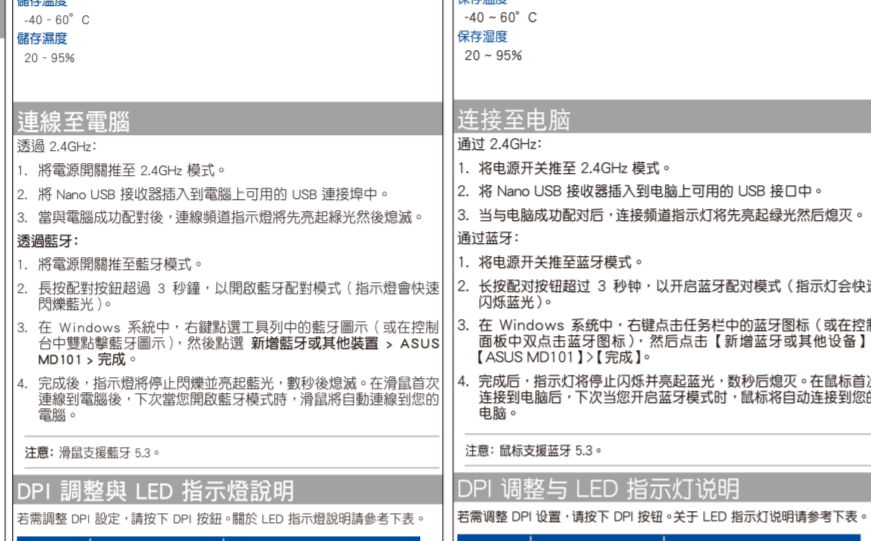 儲存溫度
-40 - 60° C
儲存濕度
20 - 95%
連線至電腦
透過 2.4GHz:
1. 將電源開關推至 2.4GHz 模式。
2. 將 Nano USB 接收器插入到電腦上可用的 USB 連接埠中。
3. 當與電腦成功配對後，連線頻道指示燈將先亮起綠光然後熄滅。
透過藍牙:
1. 將電源開關推至藍牙模式。
2. 長按配對按鈕超過 3 秒鐘，以開啟藍牙配對模式（指示燈會快速
閃爍藍光）。
3. 在 Windows 系統中，右鍵點選工具列中的藍牙圖示（或在控制
台中雙點擊藍牙圖示），然後點選 新增藍牙或其他裝置 > ASUS
MD101 > 完成。
4. 完成後，指示燈將停止閃爍並亮起藍光，數秒後熄滅。在滑鼠首次
連線到電腦後，下次當您開啟藍牙模式時，滑鼠將自動連線到您的
電腦。
注意: 滑鼠支援藍牙 5.3。
DPI 調整與 LED 指示燈說明
若需調整 DPI 設定，請按下 DPI 按鈕。關於 LED 指示燈說明請參考下表。
保存温度
-40 ~ 60° C
保存湿度
20 ~ 95%
连接至电脑
通过 2.4GHz:
1. 将电源开关推至 2.4GHz 模式。
2. 将 Nano USB 接收器插入到电脑上可用的 USB 接口中。
3. 当与电脑成功配对后，连接频道指示灯将先亮起绿光然后熄灭。
通过蓝牙:
1. 将电源开关推至蓝牙模式。
2. 长按配对按钮超过 3 秒钟，以开启蓝牙配对模式（指示灯会快速
闪烁蓝光）。
3. 在 Windows 系统中，右键点击任务栏中的蓝牙图标（或在控制
面板中双点击蓝牙图标），然后点击【新增蓝牙或其他设备】
【ASUS MD101】>【完成】。
4. 完成后，指示灯将停止闪烁并亮起蓝光，数秒后熄灭。在鼠标首次
连接到电脑后，下次当您开启蓝牙模式时，鼠标将自动连接到您的
电脑。
注意: 鼠标支援蓝牙 5.3。
DPI 调整与 LED 指示灯说明
若需调整 DPI 设置，请按下 DPI 按钮。关于 LED 指示灯说明请参考下表。